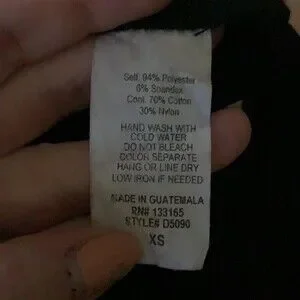 Self: 94% Polyester
6% Spandex
70% Cotton
30% Nylon
HAND WASH WITH
COLD WATER
DO NOT BLEACH
COLOR SEPARATE
HANG OR LINE DRY
LOW IRON IF NEEDED
MADE IN GUATEMALA
RN# 133165
STYLE# D5090
XS